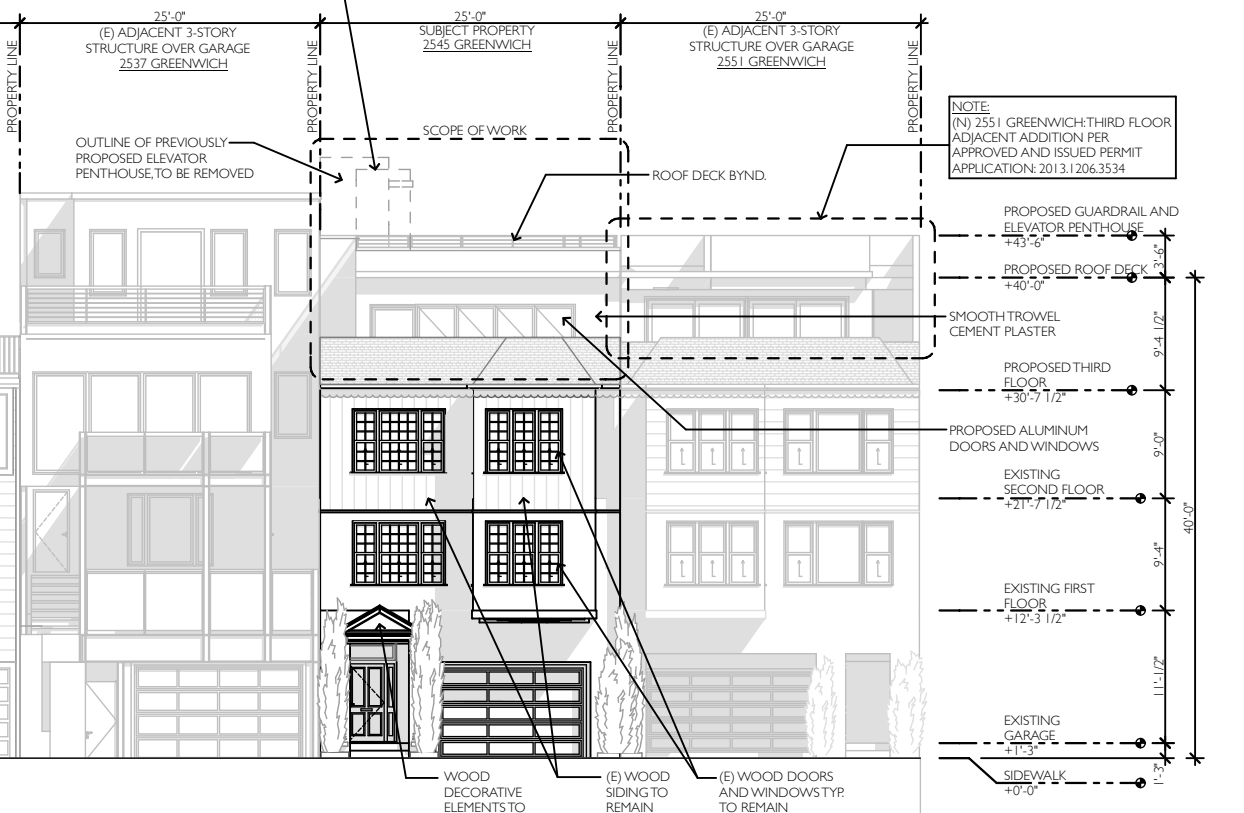 25'-0"
(E) ADJACENT 3-STORY
STRUCTURE OVER GARAGE
2537 GREENWICH
25'-0"
SUBJECT PROPERTY
2545 GREENWICH
25'-0"
(E) ADJACENT 3-STORY
STRUCTURE OVER GARAGE
2551 GREENWICH
PROPERTY LINE
PROPERTY LINE
PROPERTY LINE
PROPERTY LINE
NOTE:
(N) 2551 GREENWICH:THIRD FLOOR
ADJACENT ADDITION PER
APPROVED AND ISSUED PERMIT
APPLICATION: 2013.1206.3534
SCOPE OF WORK
OUTLINE OF PREVIOUSLY
PROPOSED ELEVATOR
PENTHOUSE,TO BE REMOVED
ROOF DECK BYND.
PROPOSED GUARDRAIL AND
ELEVATOR PENTHOUSE
+43'-6"
3'-6"
PROPOSED ROOF DECK
+40'-0"
SMOOTH TROWEL
CEMENT PLASTER
9'-4 1/2"
PROPOSED THIRD
FLOOR
+30'-7 1/2"
PROPOSED ALUMINUM
DOORS AND WINDOWS
9'-0"
EXISTING
SECOND FLOOR
+21'-7 1/2"
40'-0"
9'-4"
EXISTING FIRST
FLOOR
+12'-3 1/2"
11'-1/2"
EXISTING
GARAGE
+1'-3"
SIDEWALK
+0'-0"
1'-3"
WOOD
DECORATIVE
ELEMENTS TO
(E) WOOD
SIDING TO
REMAIN
(E) WOOD DOORS
AND WINDOWS TYP.
TO REMAIN